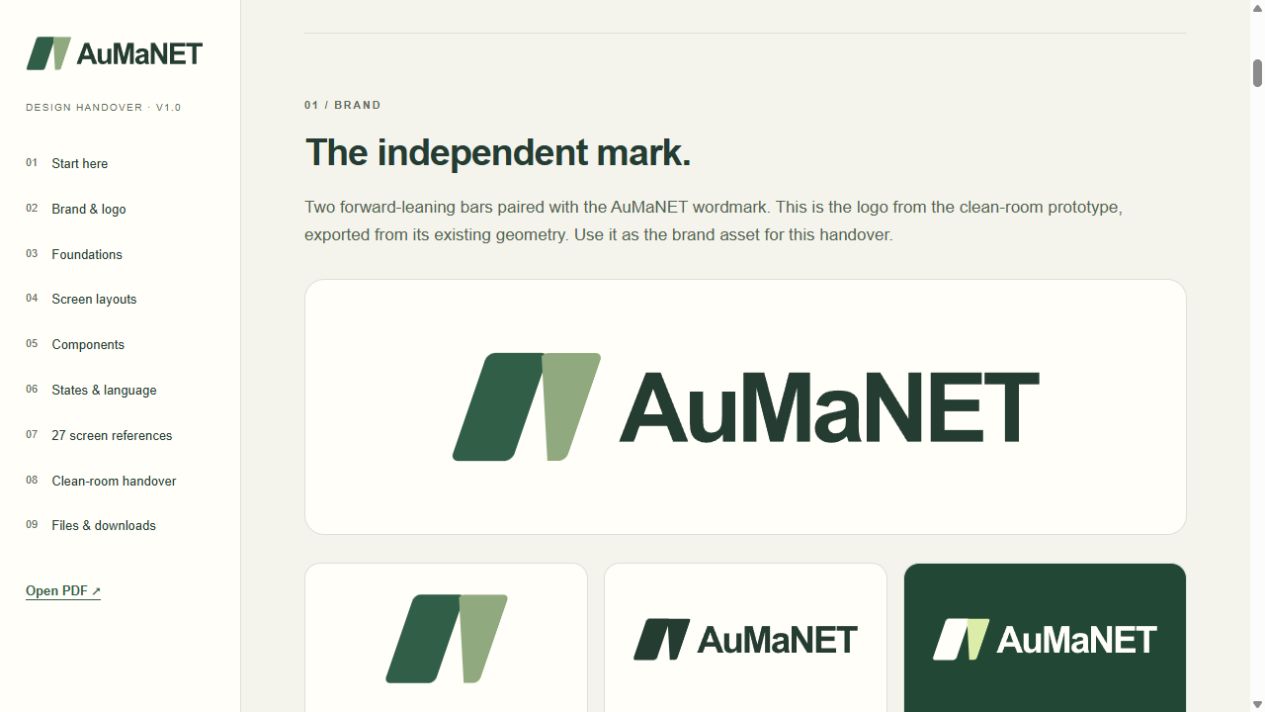 AuMaNET
DESIGN HANDOVER · V1.0
01 Start here
02 Brand & logo
03 Foundations
04 Screen layouts
05 Components
06 States & language
07 27 screen references
08 Clean-room handover
09 Files & downloads
Open PDF ↗
01 / BRAND
The independent mark.
Two forward-leaning bars paired with the AuMaNET wordmark. This is the logo from the clean-room prototype,
exported from its existing geometry. Use it as the brand asset for this handover.
AuMaNET
AuMaNET
AuMaNET